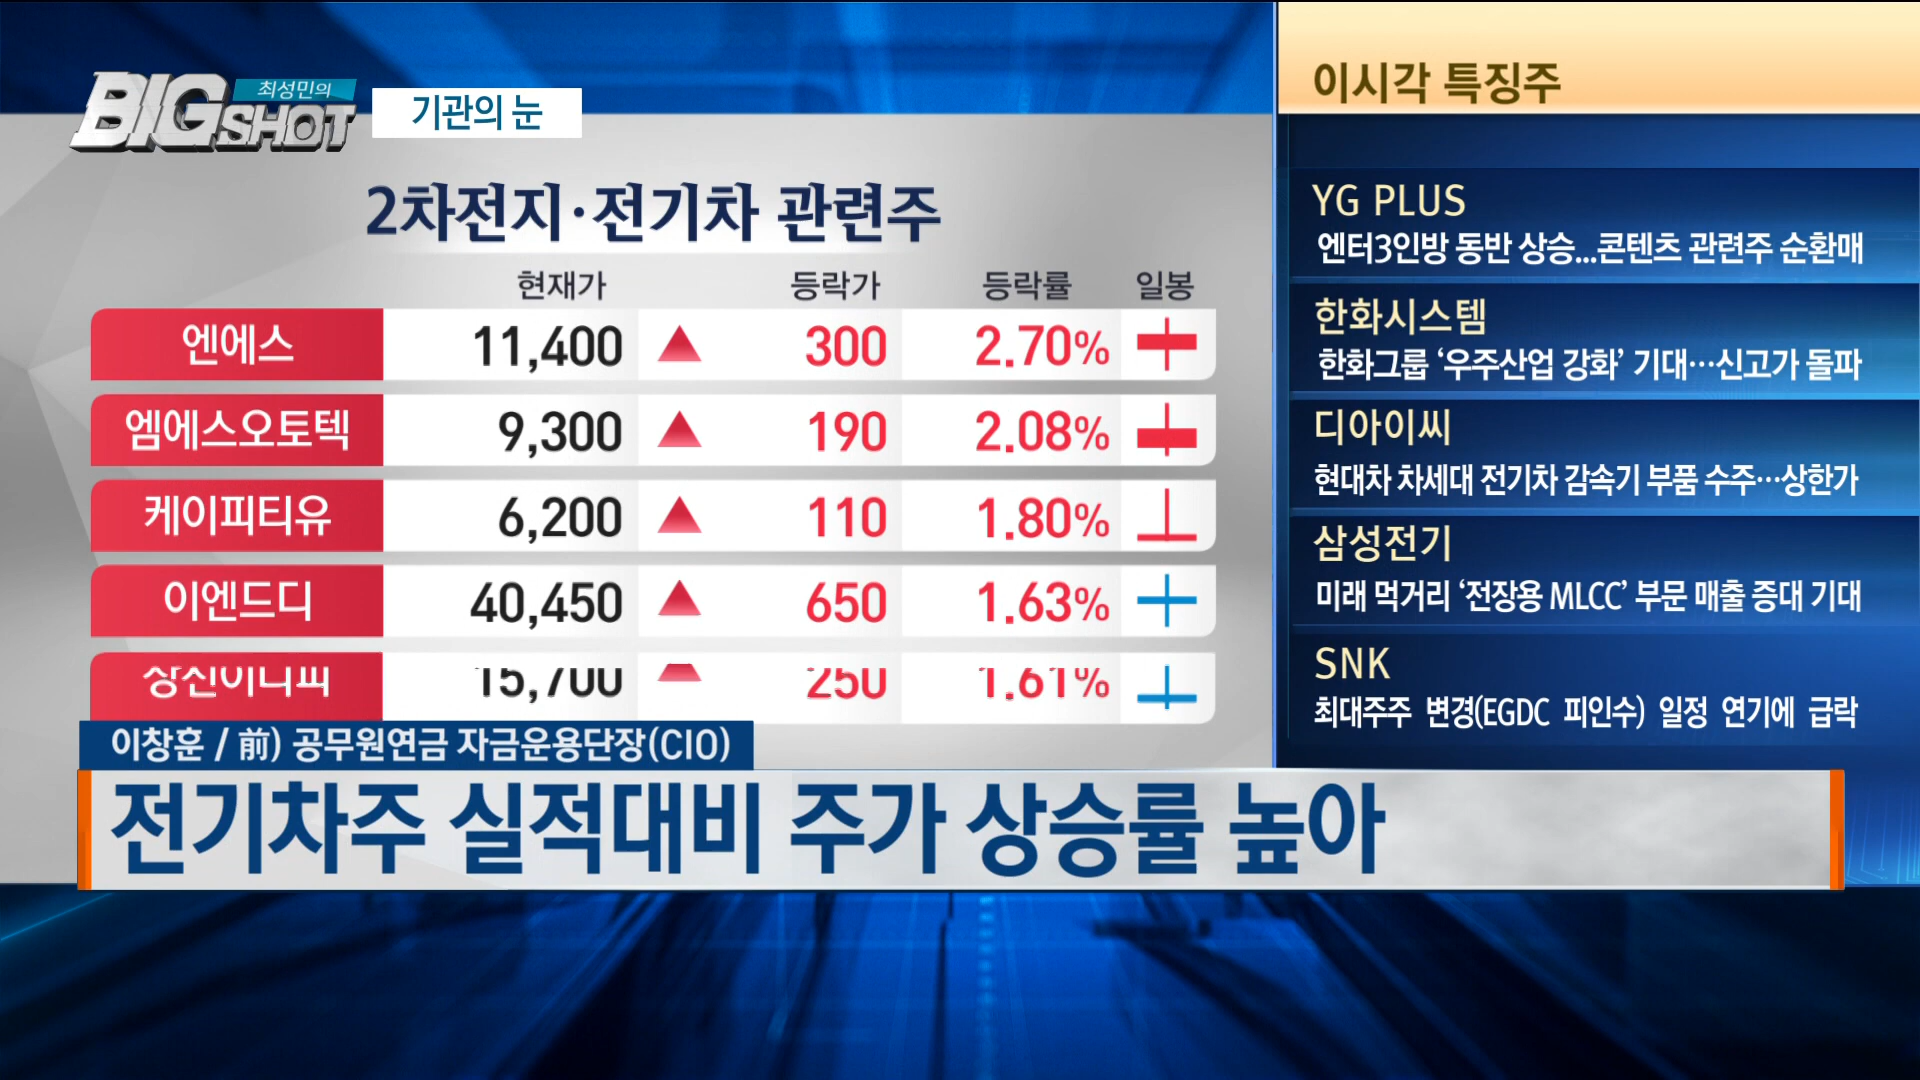 최성민의
BIG SHOT
기관의 눈
2차전지·전기차 관련주
현재가 등락가 등락률 일봉
엔에스 11,400 ▲ 300 2.70%
엠에스오토텍 9,300 ▲ 190 2.08%
케이피티유 6,200 ▲ 110 1.80%
이엔드디 40,450 ▲ 650 1.63%
상신이디피 15,700 ▲ 250 1.61%
이창훈 / 前) 공무원연금 자금운용단장(CIO)
전기차주 실적대비 주가 상승률 높아
이시각 특징주
YG PLUS
엔터3인방 동반 상승...콘텐츠 관련주 순환매
한화시스템
한화그룹 ‘우주산업 강화’ 기대…신고가 돌파
디아이씨
현대차 차세대 전기차 감속기 부품 수주…상한가
삼성전기
미래 먹거리 ‘전장용 MLCC’ 부문 매출 증대 기대
SNK
최대주주 변경(EGDC 피인수) 일정 연기에 급락